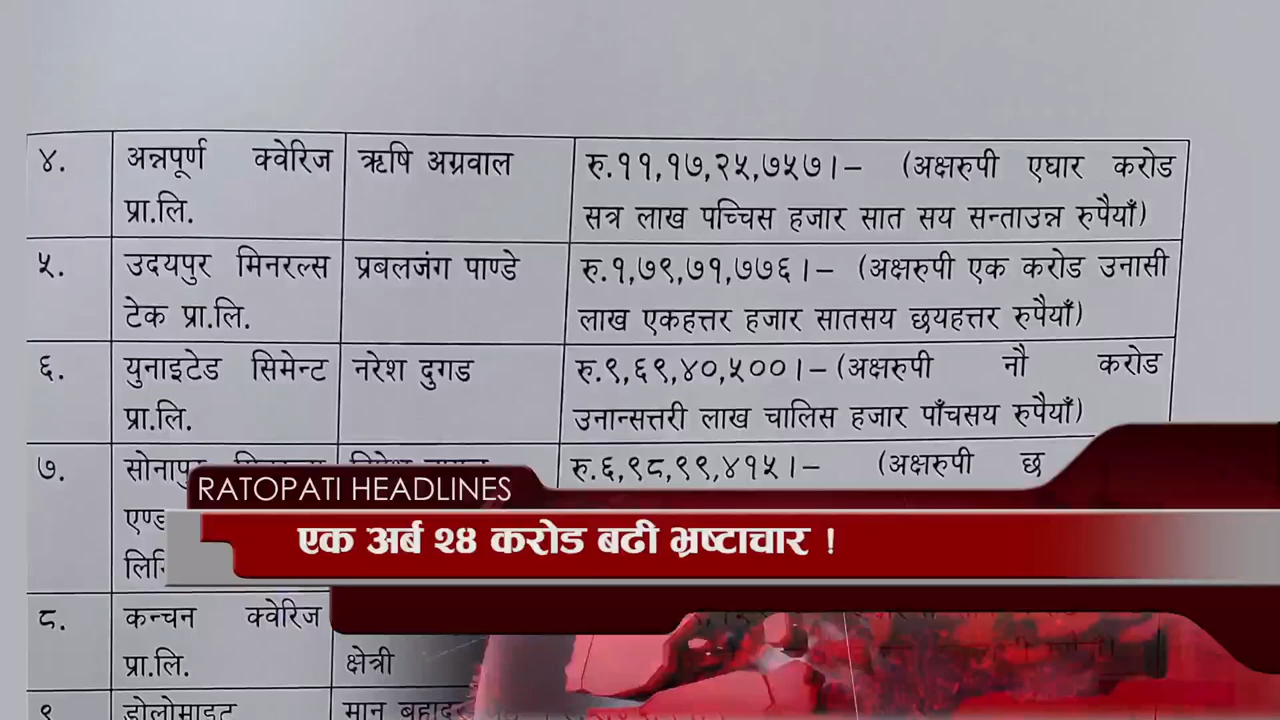 ४. अन्नपूर्ण क्वेरिज ऋषि अग्रवाल रु.११,१७,२५,७५७।– (अक्षरुपी एघार करोड
प्रा.लि. सत्र लाख पच्चिस हजार सात सय सन्ताउन्न रुपैयाँ)
५. उदयपुर मिनरल्स प्रबलजंग पाण्डे रु.१,७९,७१,७७६।– (अक्षरुपी एक करोड उनासी
टेक प्रा.लि. लाख एकहत्तर हजार सातसय छयहत्तर रुपैयाँ)
६. युनाइटेड सिमेन्ट नरेश दुगड रु.९,६९,४०,५००।–(अक्षरुपी नौ करोड
प्रा.लि. उनान्सत्तरी लाख चालिस हजार पाँचसय रुपैयाँ)
७. रु.६,९८,९९,४१५।– (अक्षरुपी छ
RATOPATI HEADLINES
एक अर्ब २४ करोड बढी भ्रष्टाचार !
८. कन्चन क्वेरिज
प्रा.लि. क्षेत्री
९ डोलोमाइट मान बहादुर